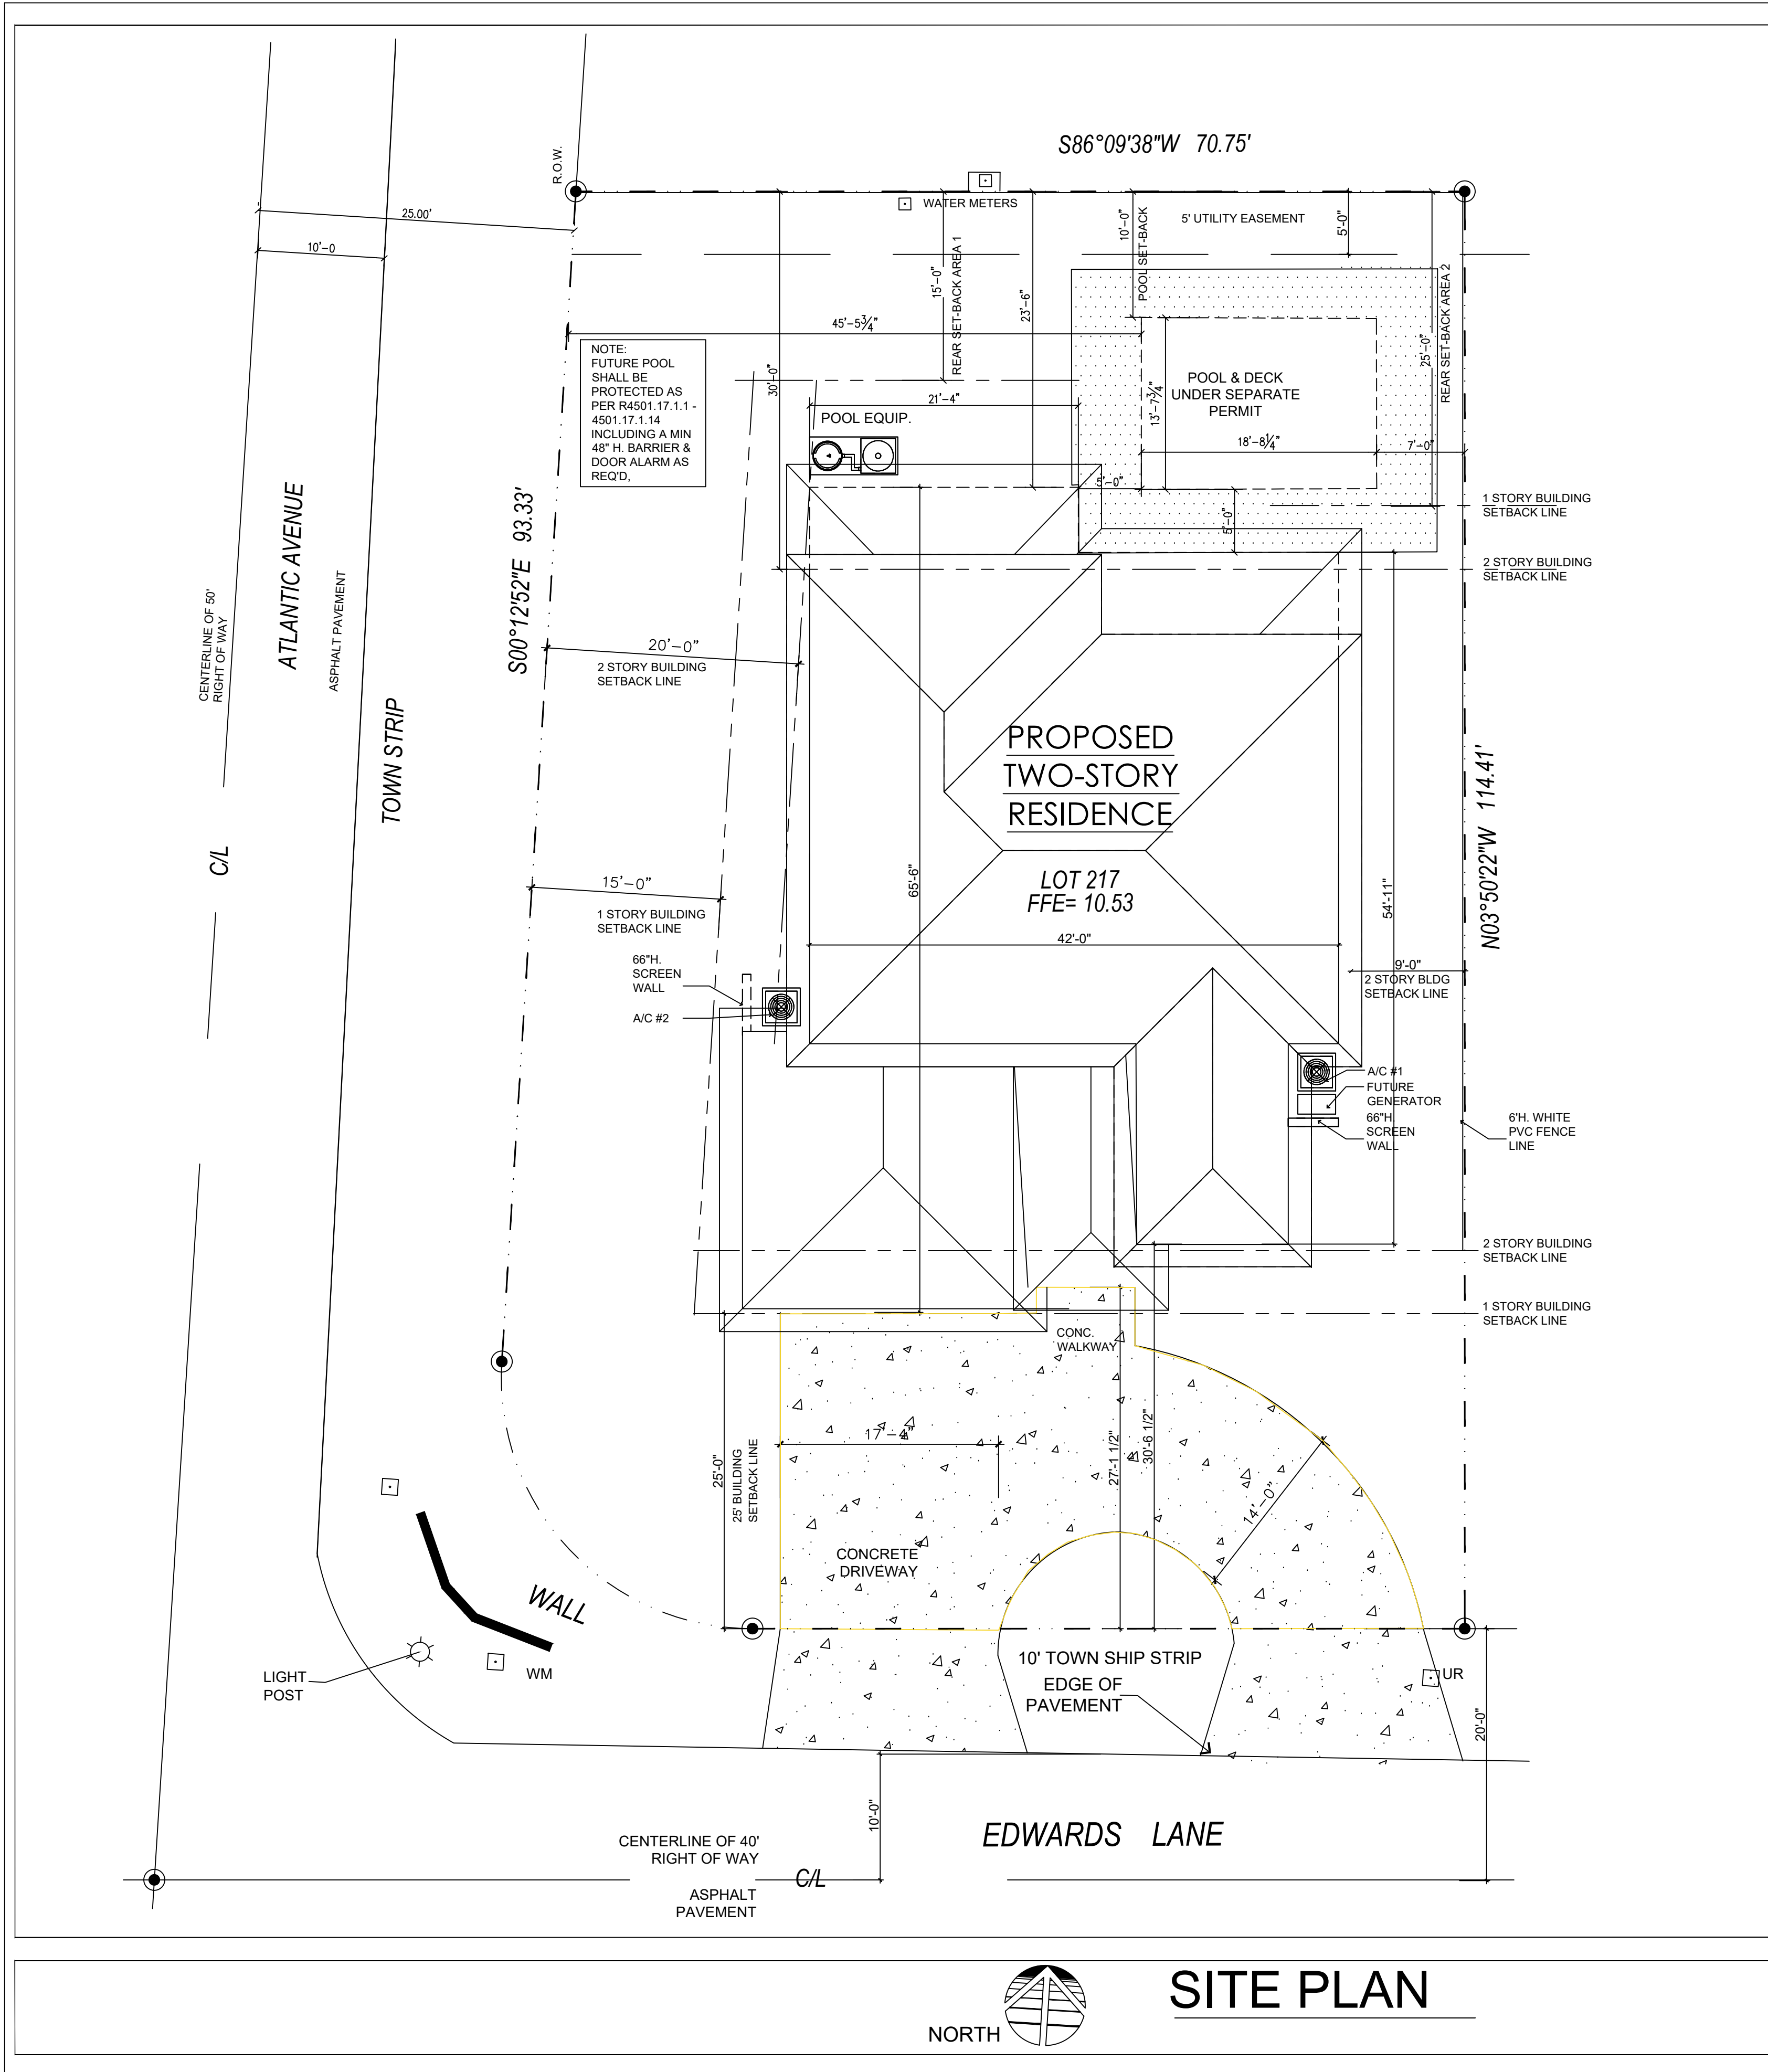 S86°09'38"W 70.75'
R.O.W.
25.00'
10'-0
WATER METERS
5' UTILITY EASEMENT
10'-0"
POOL SET-BACK
5'-0"
15'-0"
REAR SET-BACK AREA 1
23'-6"
25'-0"
REAR SET-BACK AREA 2
45'-5¾"
30'-0"
NOTE:
FUTURE POOL
SHALL BE
PROTECTED AS
PER R4501.17.1.1 -
4501.17.1.14
INCLUDING A MIN
48" H. BARRIER &
DOOR ALARM AS
REQ'D,
21'-4"
POOL EQUIP.
13'-7¾"
POOL & DECK
UNDER SEPARATE
PERMIT
18'-8¼"
7'-0"
5'-0"
5'-0"
1 STORY BUILDING
SETBACK LINE
2 STORY BUILDING
SETBACK LINE
CENTERLINE OF 50'
RIGHT OF WAY
ATLANTIC AVENUE
ASPHALT PAVEMENT
TOWN STRIP
S00°12'52"E 93.33'
20'-0"
2 STORY BUILDING
SETBACK LINE
PROPOSED
TWO-STORY
RESIDENCE
LOT 217
FFE= 10.53
65'-6"
54'-11"
42'-0"
N03°50'22"W 114.41'
C/L
15'-0"
1 STORY BUILDING
SETBACK LINE
66"H.
SCREEN
WALL
A/C #2
9'-0"
2 STORY BLDG
SETBACK LINE
A/C #1
FUTURE
GENERATOR
66"H.
SCREEN
WALL
6'H. WHITE
PVC FENCE
LINE
2 STORY BUILDING
SETBACK LINE
1 STORY BUILDING
SETBACK LINE
CONC.
WALKWAY
17'-4"
25'-0"
25' BUILDING
SETBACK LINE
27'-1 1/2"
30'-6 1/2"
14'-0"
CONCRETE
DRIVEWAY
WALL
LIGHT
POST
WM
10' TOWN SHIP STRIP
EDGE OF
PAVEMENT
UR
20'-0"
10'-0"
EDWARDS LANE
CENTERLINE OF 40'
RIGHT OF WAY
C/L
ASPHALT
PAVEMENT
NORTH
SITE PLAN